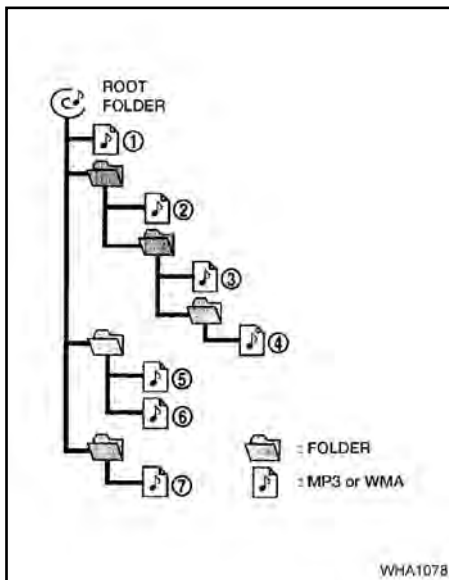 ROOT
FOLDER
①
②
③
④
⑤
⑥
⑦
: FOLDER
: MP3 or WMA
WHA1078